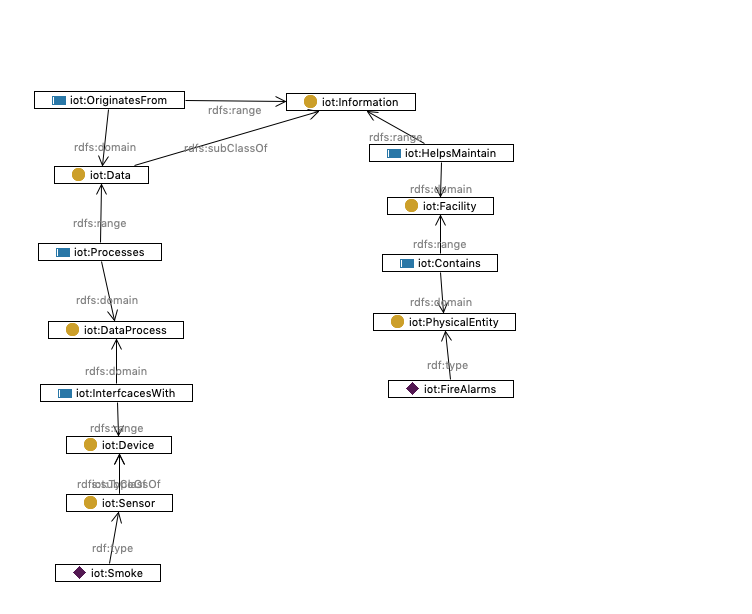 iot:OriginatesFrom
rdfs:range
iot:Information
rdfs:domain
rdfs:subClassOf
rdfs:range
iot:HelpsMaintain
iot:Data
rdfs:domain
iot:Facility
rdfs:range
rdfs:range
iot:Processes
iot:Contains
rdfs:domain
rdfs:domain
iot:DataProcess
iot:PhysicalEntity
rdfs:domain
rdf:type
iot:InterfcacesWith
iot:FireAlarms
rdfs:range
iot:Device
iot:Sensor
rdf:type
iot:Smoke